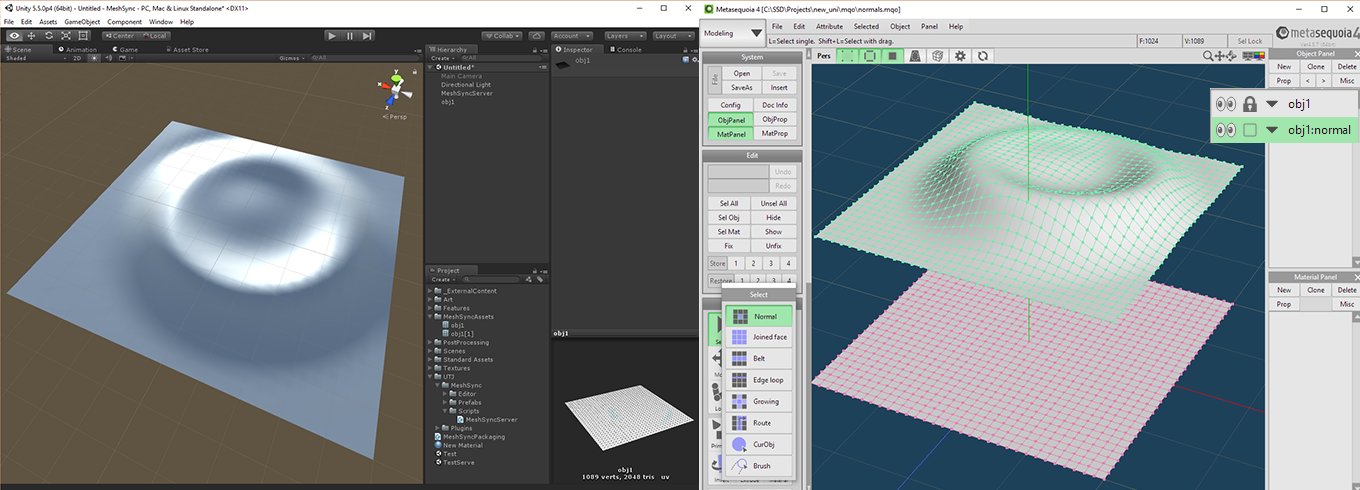 Unity 5.5.0p4 (64bit) - Untitled - MeshSync - PC, Mac & Linux Standalone* <DX11>
File Edit Assets GameObject Component Window Help
Center Local
Collab Account Layers Layout
Scene Animation Game Asset Store
Shaded 2D Gizmos All
Persp
y
x
z
Hierarchy
Create All
Untitled*
Main Camera
Directional Light
MeshSyncServer
obj1
Project
Create
_ExternalContent
Art
Features
MeshSyncAssets
obj1
obj1[1]
PostProcessing
Scenes
Standard Assets
Textures
UTJ
MeshSync
Editor
Prefabs
Scripts
MeshSyncServer
Plugins
MeshSyncPackaging
New Material
Test
TestServe
Inspector Console
obj1
obj1
obj1
1089 verts, 2048 tris uv
Metasequoia 4 [C:\SSD\Projects\new_uni\mqo\normals.mqo]
Modeling
File Edit Attribute Selected Object Panel Help
L=Select single. Shift+L=Select with drag.
F:1024 V:1089 Sel Lock
Pers
metasequoia 4
System
File
Open Save
SaveAs Insert
Config Doc Info
ObjPanel ObjProp
MatPanel MatProp
Edit
Undo
Redo
Sel All Unsel All
Sel Obj Hide
Sel Mat Show
Fix Unfix
Store 1 2 3 4
Restore 1 2 3 4
Select
Normal
Joined face
Belt
Edge loop
Growing
Route
CurObj
Brush
Object Panel
New Clone Delete
Prop < > Misc
obj1
obj1:normal
Material Panel
New Clone Delete
Prop Misc